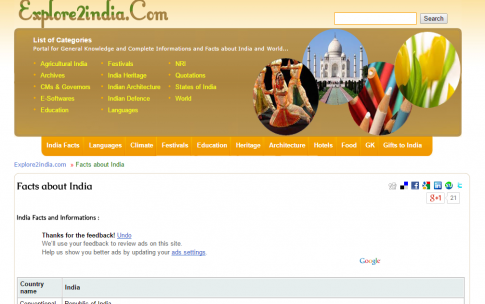 Explore2india.Com
Search
List of Categories
Portal for General Knowledge and Complete Informations and Facts about India and World...
Agricultural India
Festivals
NRI
Archives
India Heritage
Quotations
CMs & Governors
Indian Architecture
States of India
E-Softwares
Indian Defence
World
Education
Languages
India Facts Languages Climate Festivals Education Heritage Architecture Hotels Food GK Gifts to India
Explore2india.com » Facts about India
Facts about India
g+1 21
India Facts and Informations :
Thanks for the feedback! Undo
We'll use your feedback to review ads on this site.
Help us show you better ads by updating your ads settings.
Google
Country name India
Conventional Republic of India